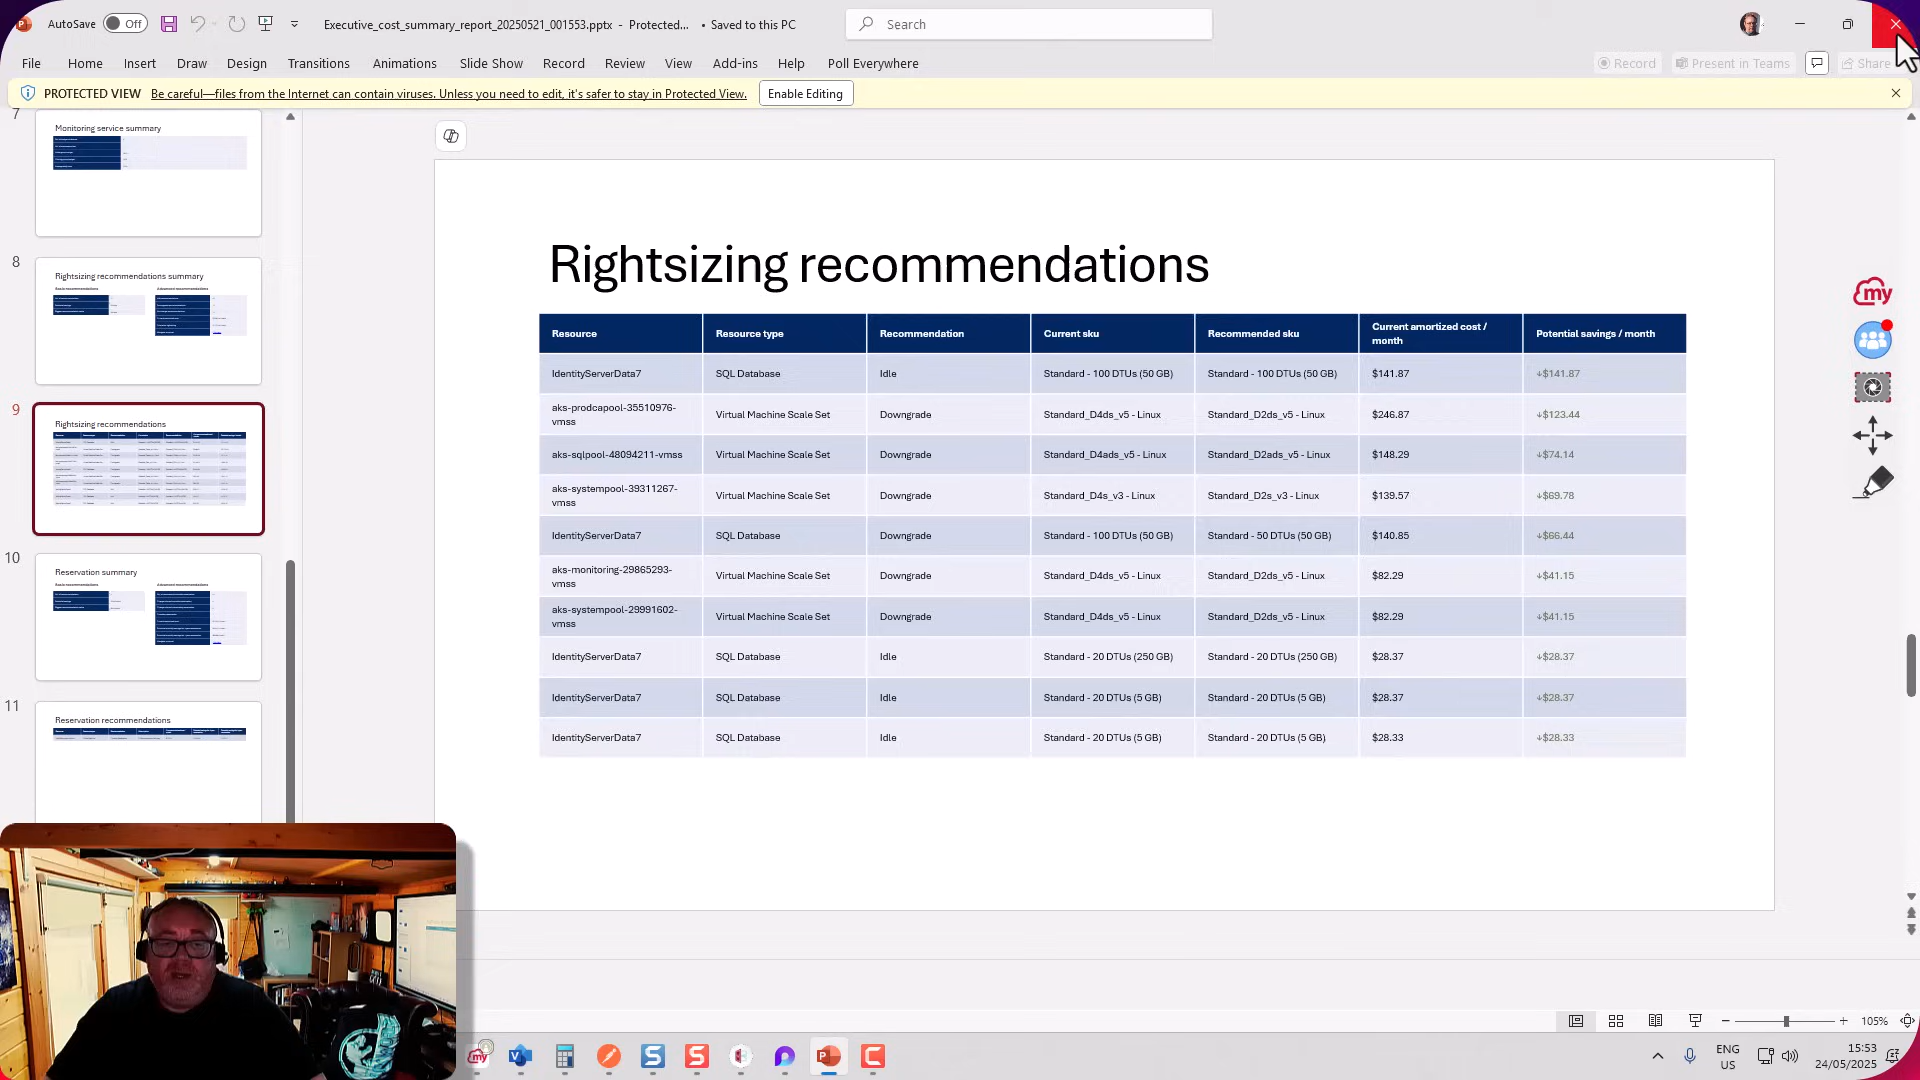 AutoSave
Off
Executive_cost_summary_report_20250521_001553.pptx - Protected... • Saved to this PC
Search
File Home Insert Draw Design Transitions Animations Slide Show Record Review View Add-ins Help Poll Everywhere
Record
Present in Teams
Share
PROTECTED VIEW Be careful—files from the Internet can contain viruses. Unless you need to edit, it's safer to stay in Protected View.
Enable Editing
7
Monitoring service summary
8
Rightsizing recommendations summary
Basic recommendations Advanced recommendations
9
Rightsizing recommendations
10
Reservation summary
Basic recommendations Advanced recommendations
11
Reservation recommendations
Rightsizing recommendations
Resource Resource type Recommendation Current sku Recommended sku Current amortized cost /
month Potential savings / month
IdentityServerData7 SQL Database Idle Standard - 100 DTUs (50 GB) Standard - 100 DTUs (50 GB) $141.87 ↓$141.87
aks-prodcapool-35510976-
vmss Virtual Machine Scale Set Downgrade Standard_D4ds_v5 - Linux Standard_D2ds_v5 - Linux $246.87 ↓$123.44
aks-sqlpool-48094211-vmss Virtual Machine Scale Set Downgrade Standard_D4ads_v5 - Linux Standard_D2ads_v5 - Linux $148.29 ↓$74.14
aks-systempool-39311267-
vmss Virtual Machine Scale Set Downgrade Standard_D4s_v3 - Linux Standard_D2s_v3 - Linux $139.57 ↓$69.78
IdentityServerData7 SQL Database Downgrade Standard - 100 DTUs (50 GB) Standard - 50 DTUs (50 GB) $140.85 ↓$66.44
aks-monitoring-29865293-
vmss Virtual Machine Scale Set Downgrade Standard_D4ds_v5 - Linux Standard_D2ds_v5 - Linux $82.29 ↓$41.15
aks-systempool-29991602-
vmss Virtual Machine Scale Set Downgrade Standard_D4ds_v5 - Linux Standard_D2ds_v5 - Linux $82.29 ↓$41.15
IdentityServerData7 SQL Database Idle Standard - 20 DTUs (250 GB) Standard - 20 DTUs (250 GB) $28.37 ↓$28.37
IdentityServerData7 SQL Database Idle Standard - 20 DTUs (5 GB) Standard - 20 DTUs (5 GB) $28.37 ↓$28.37
IdentityServerData7 SQL Database Idle Standard - 20 DTUs (5 GB) Standard - 20 DTUs (5 GB) $28.33 ↓$28.33
my
105%
my
ENG
US
15:53
24/05/2025